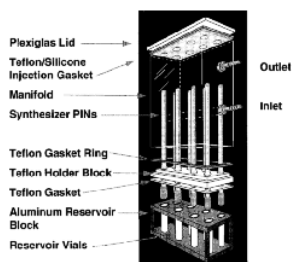 Plexiglas Lid
Teflon/Silicone
Injection Gasket
Outlet
Manifold
Inlet
Synthesizer PINs
Teflon Gasket Ring
Teflon Holder Block
Teflon Gasket
Aluminum Reservoir
Block
Reservoir Vials